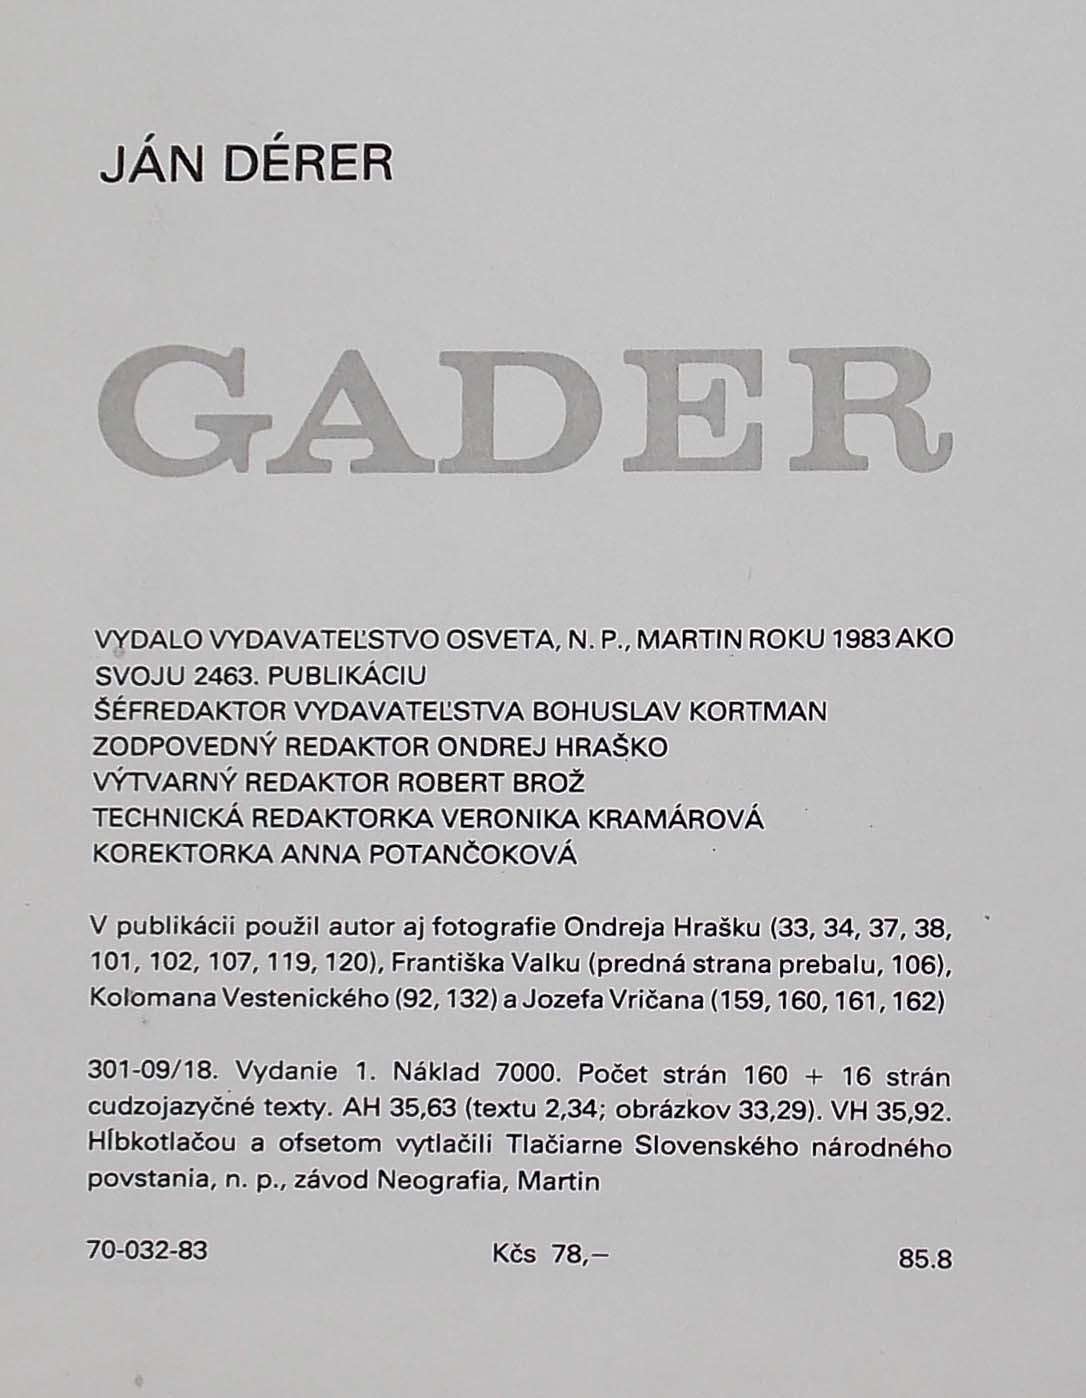 JÁN DÉRER
GADER
VYDALO VYDAVATEĽSTVO OSVETA, N. P., MARTIN ROKU 1983 AKO
SVOJU 2463. PUBLIKÁCIU
ŠÉFREDAKTOR VYDAVATEĽSTVA BOHUSLAV KORTMAN
ZODPOVEDNÝ REDAKTOR ONDREJ HRAŠKO
VÝTVARNÝ REDAKTOR ROBERT BROŽ
TECHNICKÁ REDAKTORKA VERONIKA KRAMÁROVÁ
KOREKTORKA ANNA POTANČOKOVÁ
V publikácii použil autor aj fotografie Ondreja Hrašku (33, 34, 37, 38,
101, 102, 107, 119, 120), Františka Valku (predná strana prebalu, 106),
Kolomana Vestenického (92, 132) a Jozefa Vričana (159, 160, 161, 162)
301-09/18. Vydanie 1. Náklad 7000. Počet strán 160 + 16 strán
cudzojazyčné texty. AH 35,63 (textu 2,34; obrázkov 33,29). VH 35,92.
Hĺbkotlačou a ofsetom vytlačili Tlačiarne Slovenského národného
povstania, n. p., závod Neografia, Martin
70-032-83 Kčs 78,— 85.8